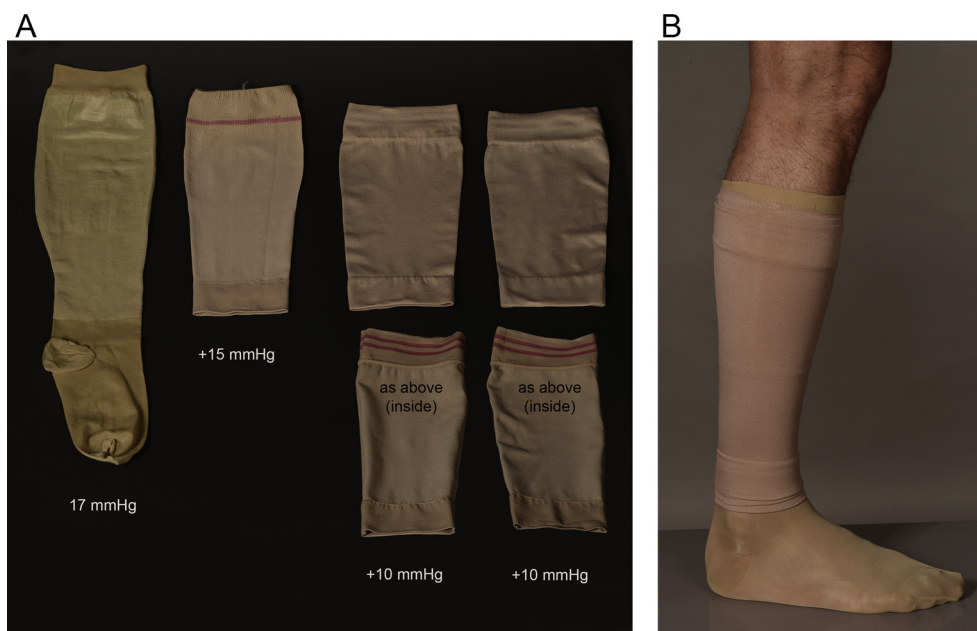 A
B
+15 mmHg
as above
(inside)
as above
(inside)
17 mmHg
+10 mmHg
+10 mmHg